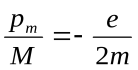 p_m/M = - e/2m